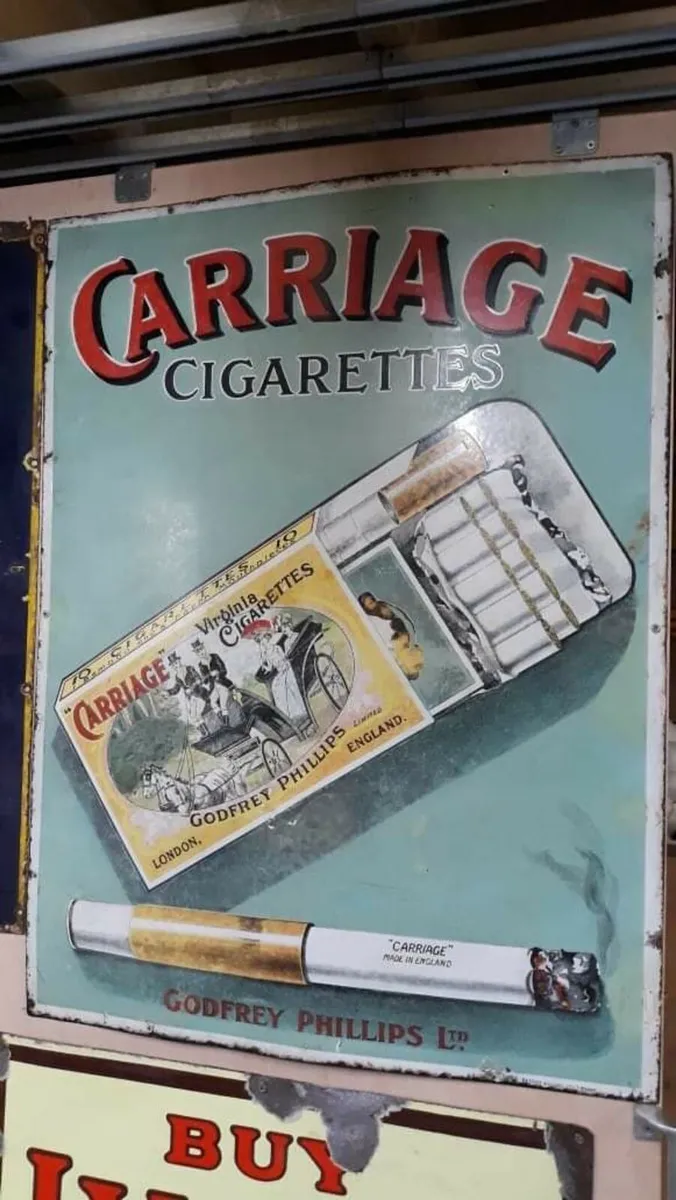 CARRIAGE
CIGARETTES
10 CIGARETTES 10
"CARRIAGE"
Virginia
CIGARETTES
GODFREY PHILLIPS LIMITED
LONDON, ENGLAND.
"CARRIAGE"
MADE IN ENGLAND
GODFREY PHILLIPS LTD.
BUY